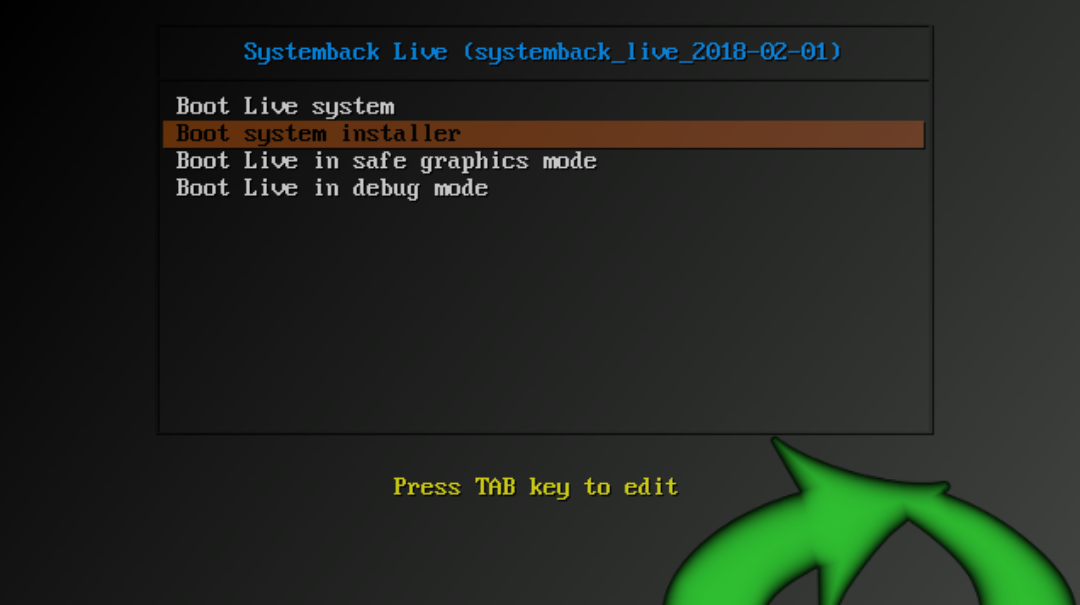 Systemback Live (systemback_live_2018-02-01)
Boot Live system
Boot system installer
Boot Live in safe graphics mode
Boot Live in debug mode
Press TAB key to edit